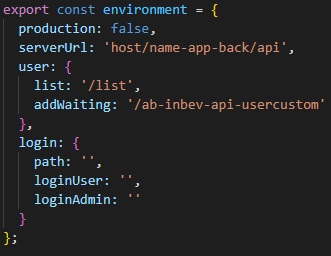 export const environment = {
  production: false,
  serverUrl: 'host/name-app-back/api',
  user: {
    list: '/list',
    addWaiting: '/ab-inbev-api-usercustom'
  },
  login: {
    path: '',
    loginUser: '',
    loginAdmin: ''
  }
};